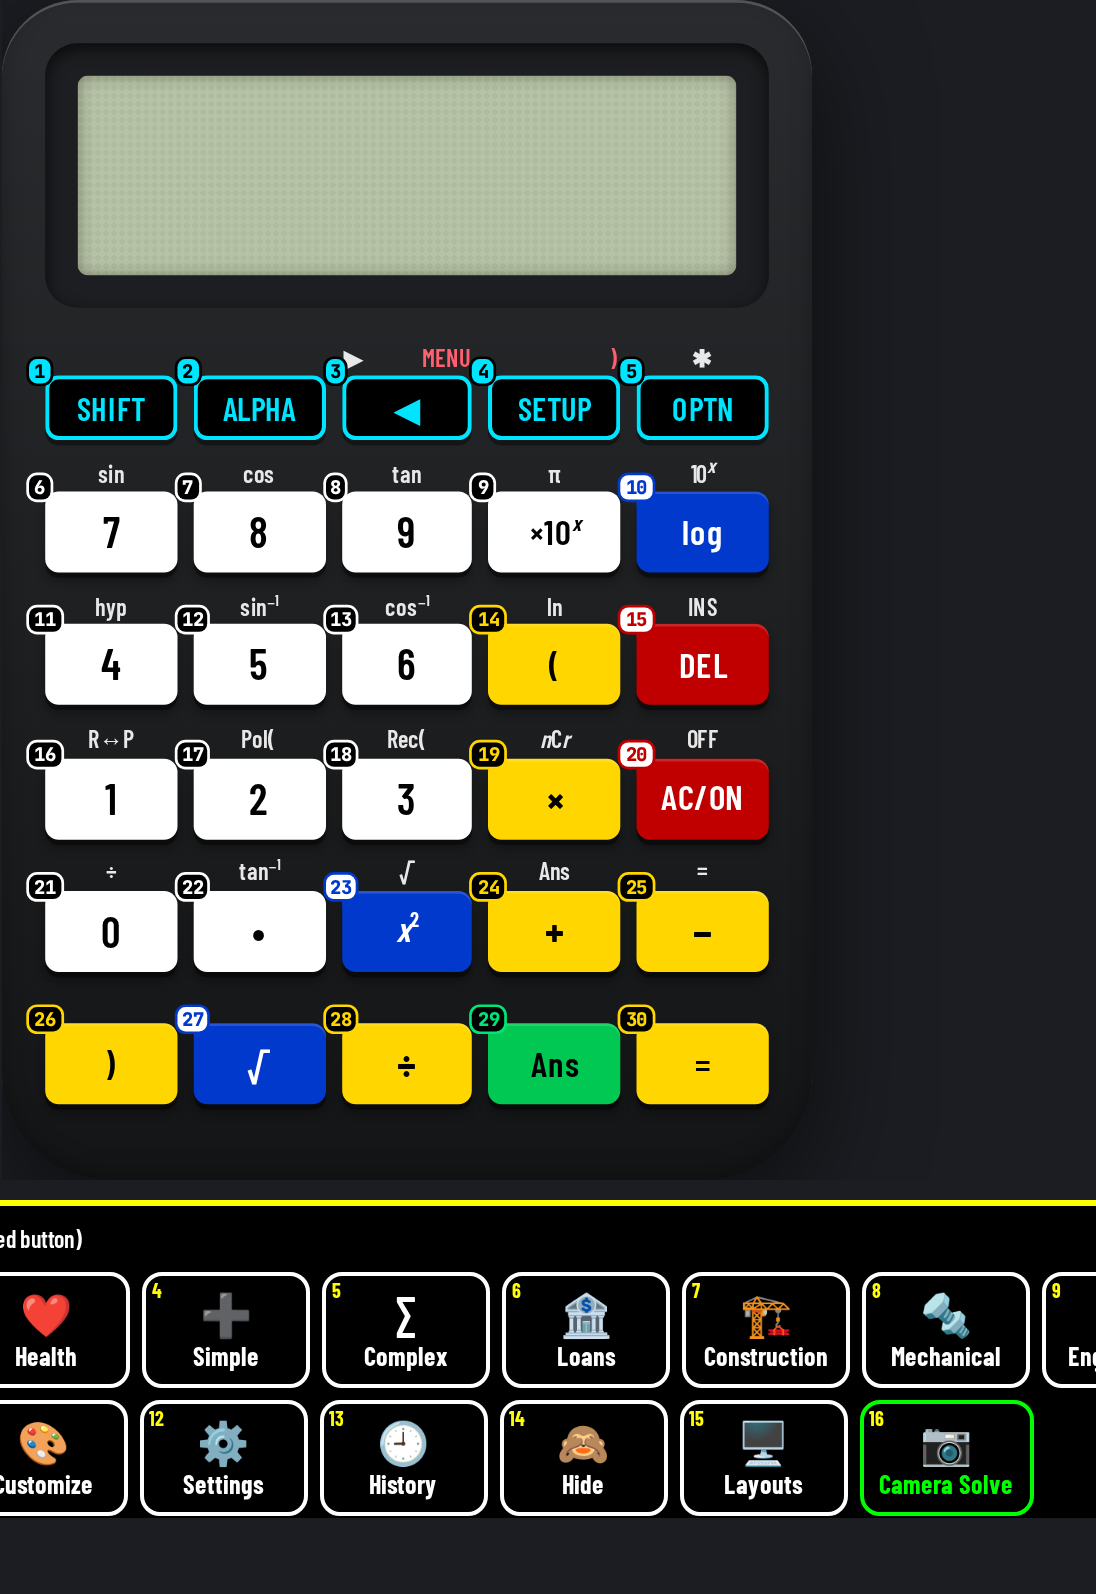 ▶ MENU ) ✱
1 2 3 4 5
SHIFT ALPHA ◀ SETUP OPTN
sin cos tan π 10ˣ
6 7 8 9 10
7 8 9 ×10ˣ log
hyp sin⁻¹ cos⁻¹ ln INS
11 12 13 14 15
4 5 6 ( DEL
R↔P Pol( Rec( nCr OFF
16 17 18 19 20
1 2 3 × AC/ON
÷ tan⁻¹ √ Ans =
21 22 23 24 25
0 • x² + −
26 27 28 29 30
) √ ÷ Ans =
ed button)
4 5 6 7 8 9
Σ
Health Simple Complex Loans Construction Mechanical Eng
12 13 14 15 16
Customize Settings History Hide Layouts Camera Solve